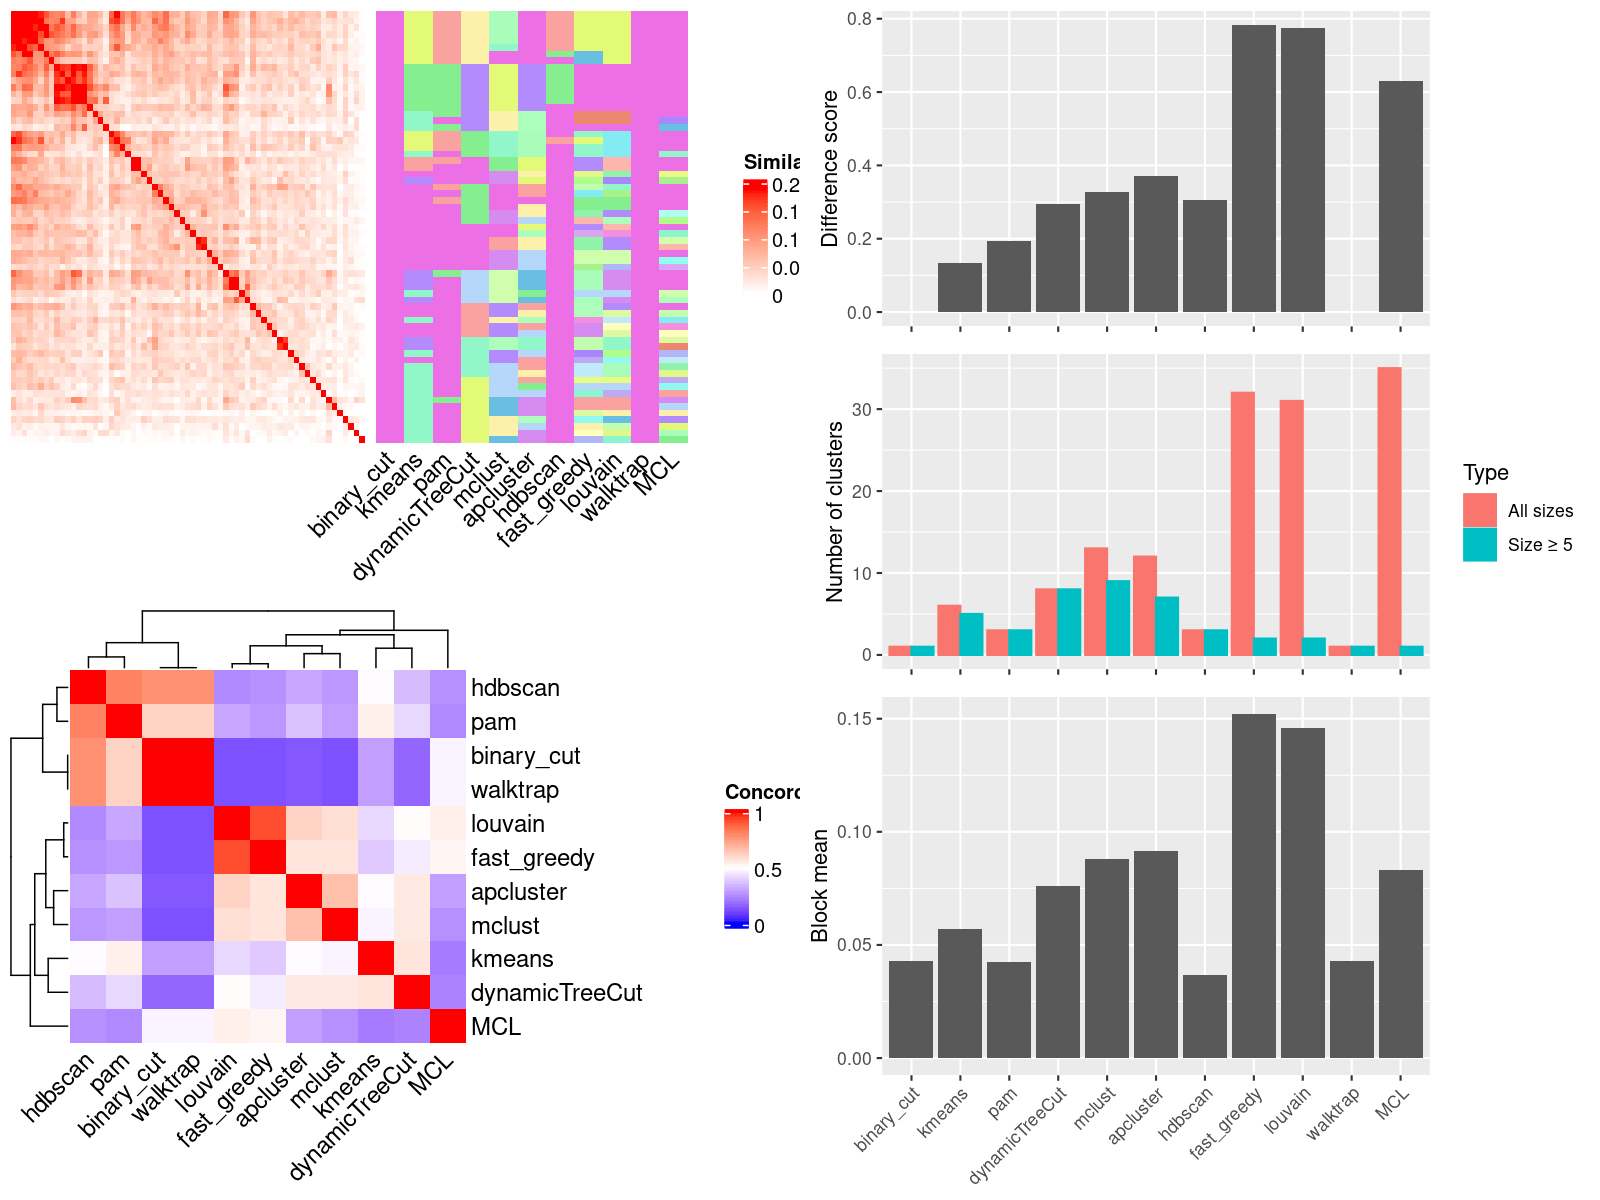 Simila
0.2
0.1
0.1
0.0
0
binary_cut
kmeans
pam
dynamicTreeCut
mclust
apcluster
hdbscan
fast_greedy
louvain
walktrap
MCL
hdbscan
pam
binary_cut
walktrap
louvain
fast_greedy
apcluster
mclust
kmeans
dynamicTreeCut
MCL
hdbscan
pam
binary_cut
walktrap
louvain
fast_greedy
apcluster
mclust
kmeans
dynamicTreeCut
MCL
Concord
1
0.5
0
Difference score
0.8
0.6
0.4
0.2
0.0
Number of clusters
30
20
10
0
Type
All sizes
Size ≥ 5
Block mean
0.15
0.10
0.05
0.00
binary_cut
kmeans
pam
dynamicTreeCut
mclust
apcluster
hdbscan
fast_greedy
louvain
walktrap
MCL